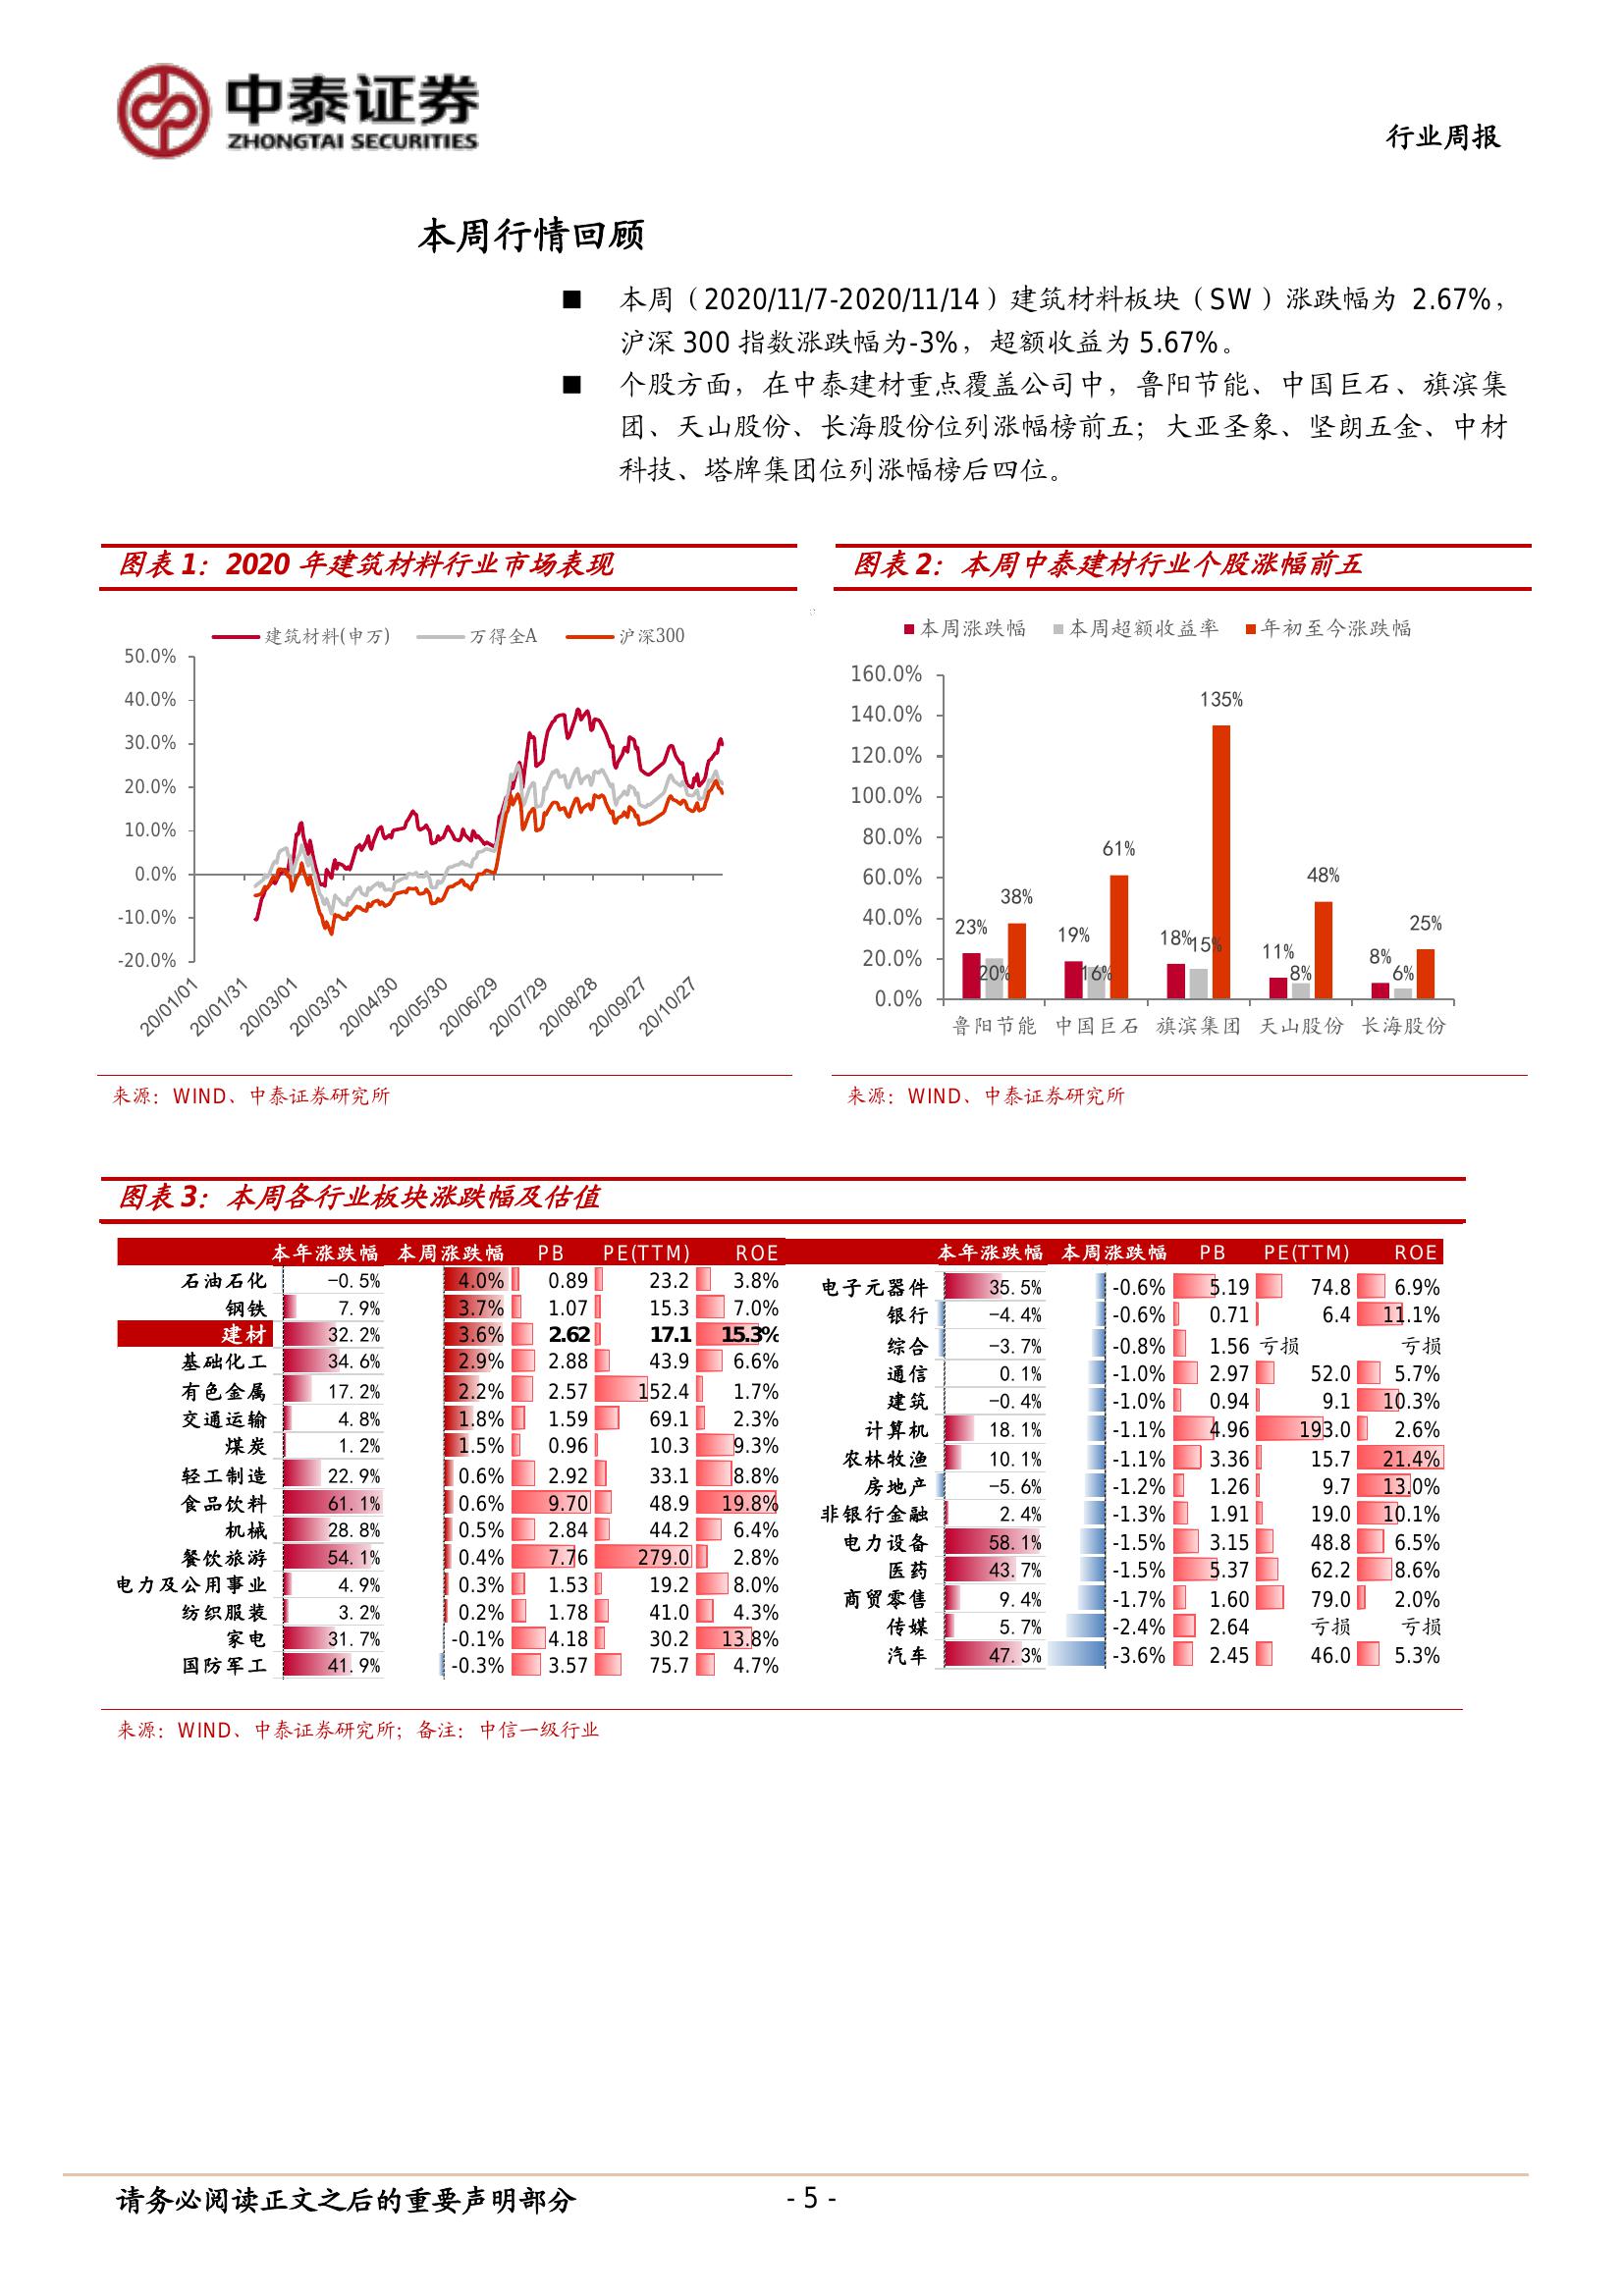 中泰证券
ZHONGTAI SECURITIES
行业周报
本周行情回顾
■ 本周（2020/11/7-2020/11/14）建筑材料板块（SW）涨跌幅为 2.67%，
沪深 300 指数涨跌幅为-3%，超额收益为 5.67%。
■ 个股方面，在中泰建材重点覆盖公司中，鲁阳节能、中国巨石、旗滨集
团、天山股份、长海股份位列涨幅榜前五；大亚圣象、坚朗五金、中材
科技、塔牌集团位列涨幅榜后四位。
图表 1：2020 年建筑材料行业市场表现
建筑材料(申万) 万得全A 沪深300
50.0%
40.0%
30.0%
20.0%
10.0%
0.0%
-10.0%
-20.0%
20/01/01 20/01/31 20/03/01 20/03/31 20/04/30 20/05/30 20/06/29 20/07/29 20/08/28 20/09/27 20/10/27
来源：WIND、中泰证券研究所
图表 2：本周中泰建材行业个股涨幅前五
本周涨跌幅 本周超额收益率 年初至今涨跌幅
160.0%
140.0%
120.0%
100.0%
80.0%
60.0%
40.0%
20.0%
0.0%
23% 20% 38%
19% 16% 61%
18% 15% 135%
11% 8% 48%
8% 6% 25%
鲁阳节能 中国巨石 旗滨集团 天山股份 长海股份
来源：WIND、中泰证券研究所
图表 3：本周各行业板块涨跌幅及估值
本年涨跌幅 本周涨跌幅 PB PE(TTM) ROE
石油石化 -0.5% 4.0% 0.89 23.2 3.8%
钢铁 7.9% 3.7% 1.07 15.3 7.0%
建材 32.2% 3.6% 2.62 17.1 15.3%
基础化工 34.6% 2.9% 2.88 43.9 6.6%
有色金属 17.2% 2.2% 2.57 152.4 1.7%
交通运输 4.8% 1.8% 1.59 69.1 2.3%
煤炭 1.2% 1.5% 0.96 10.3 9.3%
轻工制造 22.9% 0.6% 2.92 33.1 8.8%
食品饮料 61.1% 0.6% 9.70 48.9 19.8%
机械 28.8% 0.5% 2.84 44.2 6.4%
餐饮旅游 54.1% 0.4% 7.76 279.0 2.8%
电力及公用事业 4.9% 0.3% 1.53 19.2 8.0%
纺织服装 3.2% 0.2% 1.78 41.0 4.3%
家电 31.7% -0.1% 4.18 30.2 13.8%
国防军工 41.9% -0.3% 3.57 75.7 4.7%
本年涨跌幅 本周涨跌幅 PB PE(TTM) ROE
电子元器件 35.5% -0.6% 5.19 74.8 6.9%
银行 -4.4% -0.6% 0.71 6.4 11.1%
综合 -3.7% -0.8% 1.56 亏损 亏损
通信 0.1% -1.0% 2.97 52.0 5.7%
建筑 -0.4% -1.0% 0.94 9.1 10.3%
计算机 18.1% -1.1% 4.96 193.0 2.6%
农林牧渔 10.1% -1.1% 3.36 15.7 21.4%
房地产 -5.6% -1.2% 1.26 9.7 13.0%
非银行金融 2.4% -1.3% 1.91 19.0 10.1%
电力设备 58.1% -1.5% 3.15 48.8 6.5%
医药 43.7% -1.5% 5.37 62.2 8.6%
商贸零售 9.4% -1.7% 1.60 79.0 2.0%
传媒 5.7% -2.4% 2.64 亏损 亏损
汽车 47.3% -3.6% 2.45 46.0 5.3%
来源：WIND、中泰证券研究所；备注：中信一级行业
请务必阅读正文之后的重要声明部分
- 5 -